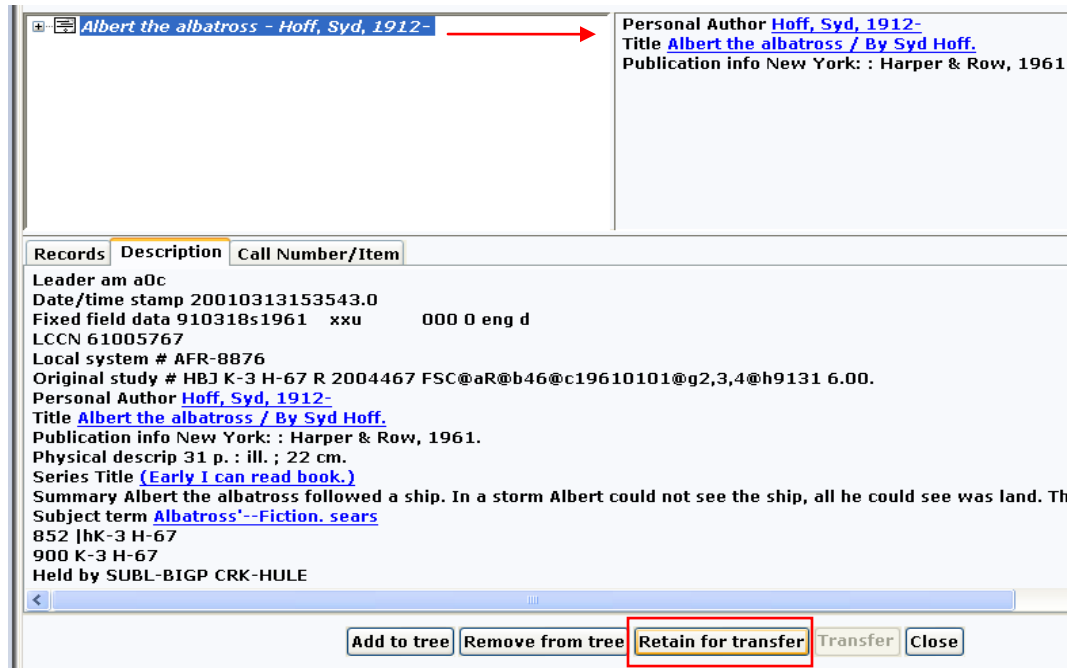 Albert the albatross - Hoff, Syd, 1912-
Personal Author Hoff, Syd, 1912-
Title Albert the albatross / By Syd Hoff.
Publication info New York: : Harper & Row, 1961
Records Description Call Number/Item
Leader am a0c
Date/time stamp 20010313153543.0
Fixed field data 910318s1961 xxu 000 0 eng d
LCCN 61005767
Local system # AFR-8876
Original study # HBJ K-3 H-67 R 2004467 FSC@aR@b46@c19610101@g2,3,4@h9131 6.00.
Personal Author Hoff, Syd, 1912-
Title Albert the albatross / By Syd Hoff.
Publication info New York: : Harper & Row, 1961.
Physical descrip 31 p. : ill. ; 22 cm.
Series Title (Early I can read book.)
Summary Albert the albatross followed a ship. In a storm Albert could not see the ship, all he could see was land. Th
Subject term Albatross'--Fiction. sears
852 |hK-3 H-67
900 K-3 H-67
Held by SUBL-BIGP CRK-HULE
Add to tree Remove from tree Retain for transfer Transfer Close